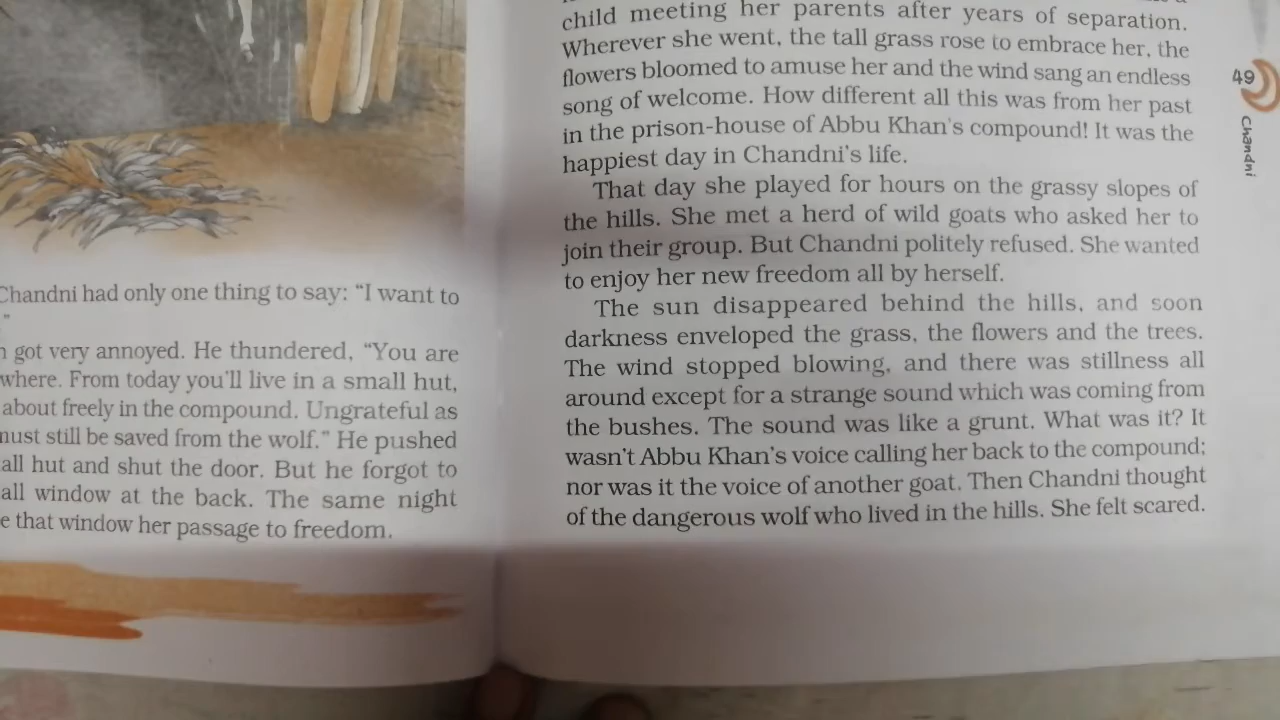 Chandni had only one thing to say: “I want to
”
got very annoyed. He thundered, “You are
where. From today you’ll live in a small hut,
about freely in the compound. Ungrateful as
must still be saved from the wolf.” He pushed
all hut and shut the door. But he forgot to
all window at the back. The same night
e that window her passage to freedom.
child meeting her parents after years of separation.
Wherever she went, the tall grass rose to embrace her, the
flowers bloomed to amuse her and the wind sang an endless
song of welcome. How different all this was from her past
in the prison-house of Abbu Khan’s compound! It was the
happiest day in Chandni’s life.
That day she played for hours on the grassy slopes of
the hills. She met a herd of wild goats who asked her to
join their group. But Chandni politely refused. She wanted
to enjoy her new freedom all by herself.
The sun disappeared behind the hills, and soon
darkness enveloped the grass, the flowers and the trees.
The wind stopped blowing, and there was stillness all
around except for a strange sound which was coming from
the bushes. The sound was like a grunt. What was it? It
wasn’t Abbu Khan’s voice calling her back to the compound;
nor was it the voice of another goat. Then Chandni thought
of the dangerous wolf who lived in the hills. She felt scared.
49
Chandni